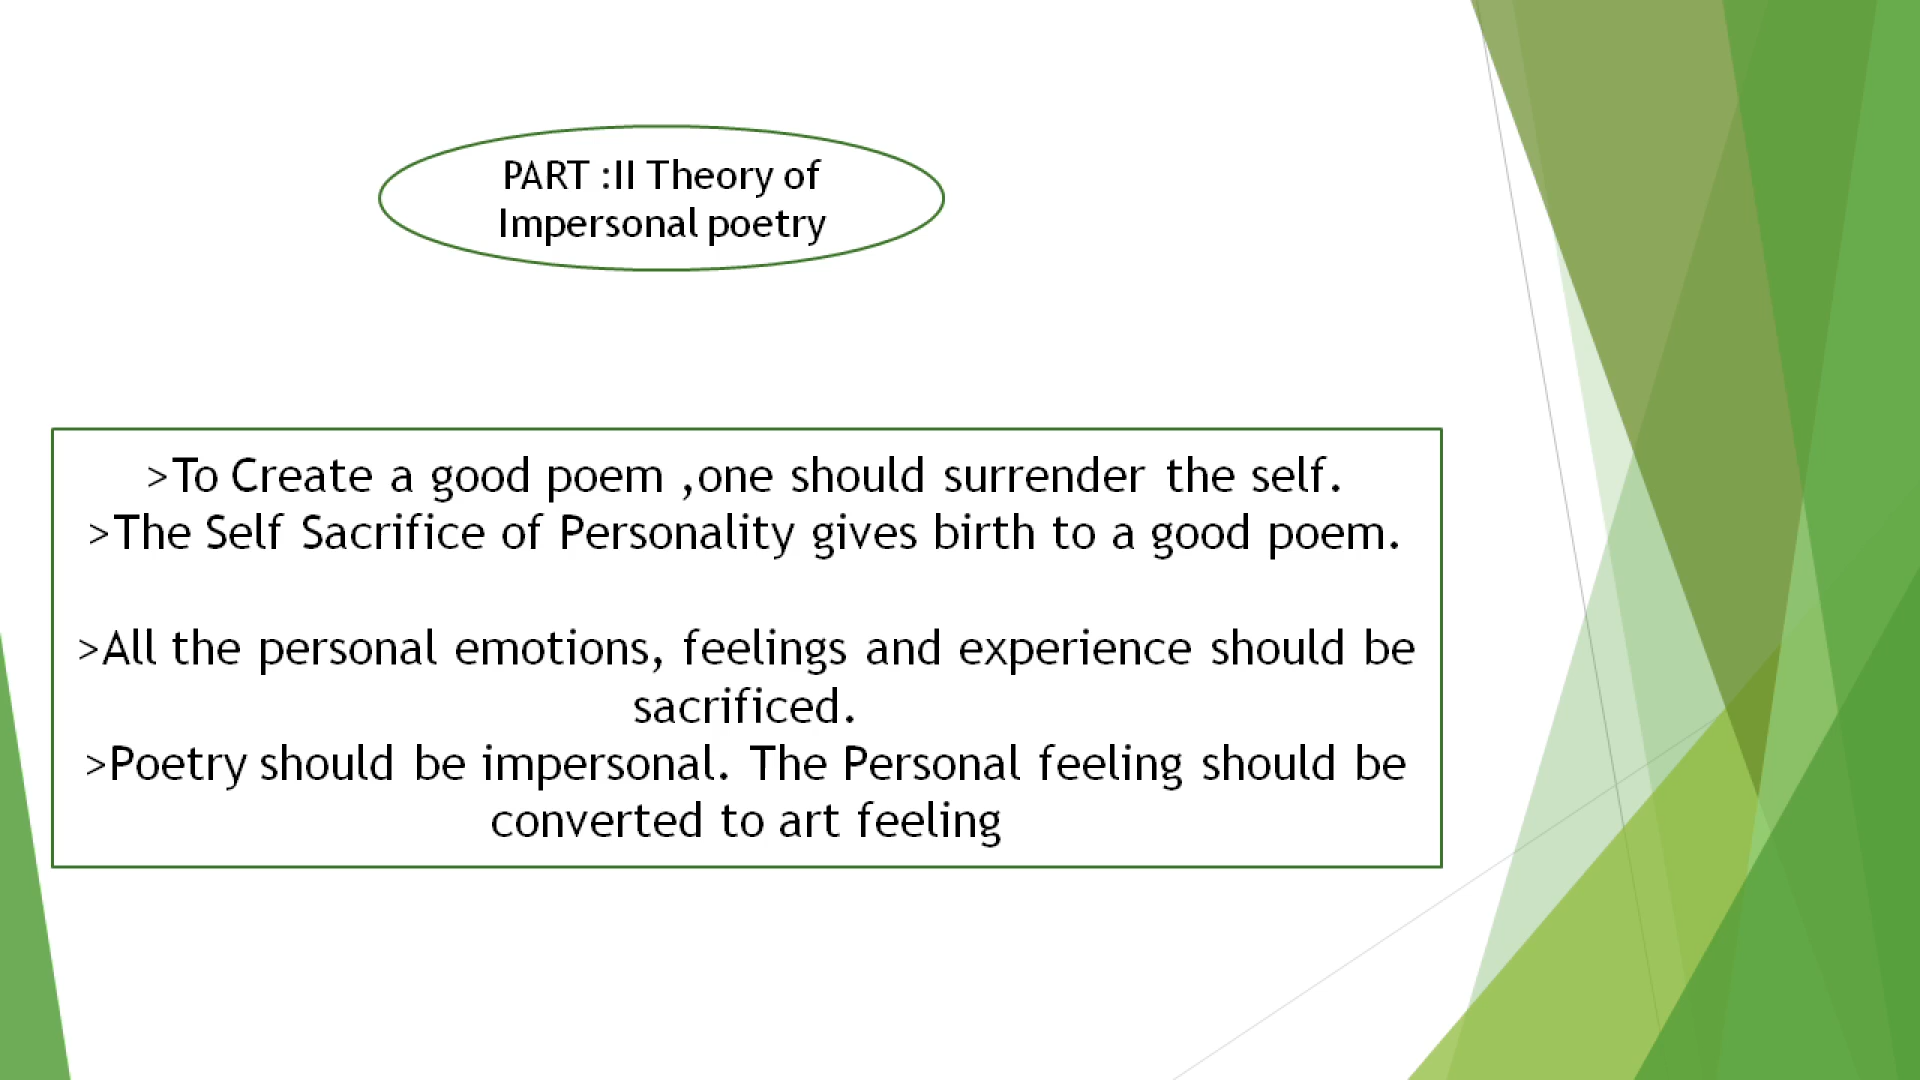 PART :II Theory of
Impersonal poetry
>To Create a good poem ,one should surrender the self.
>The Self Sacrifice of Personality gives birth to a good poem.
>All the personal emotions, feelings and experience should be
sacrificed.
>Poetry should be impersonal. The Personal feeling should be
converted to art feeling